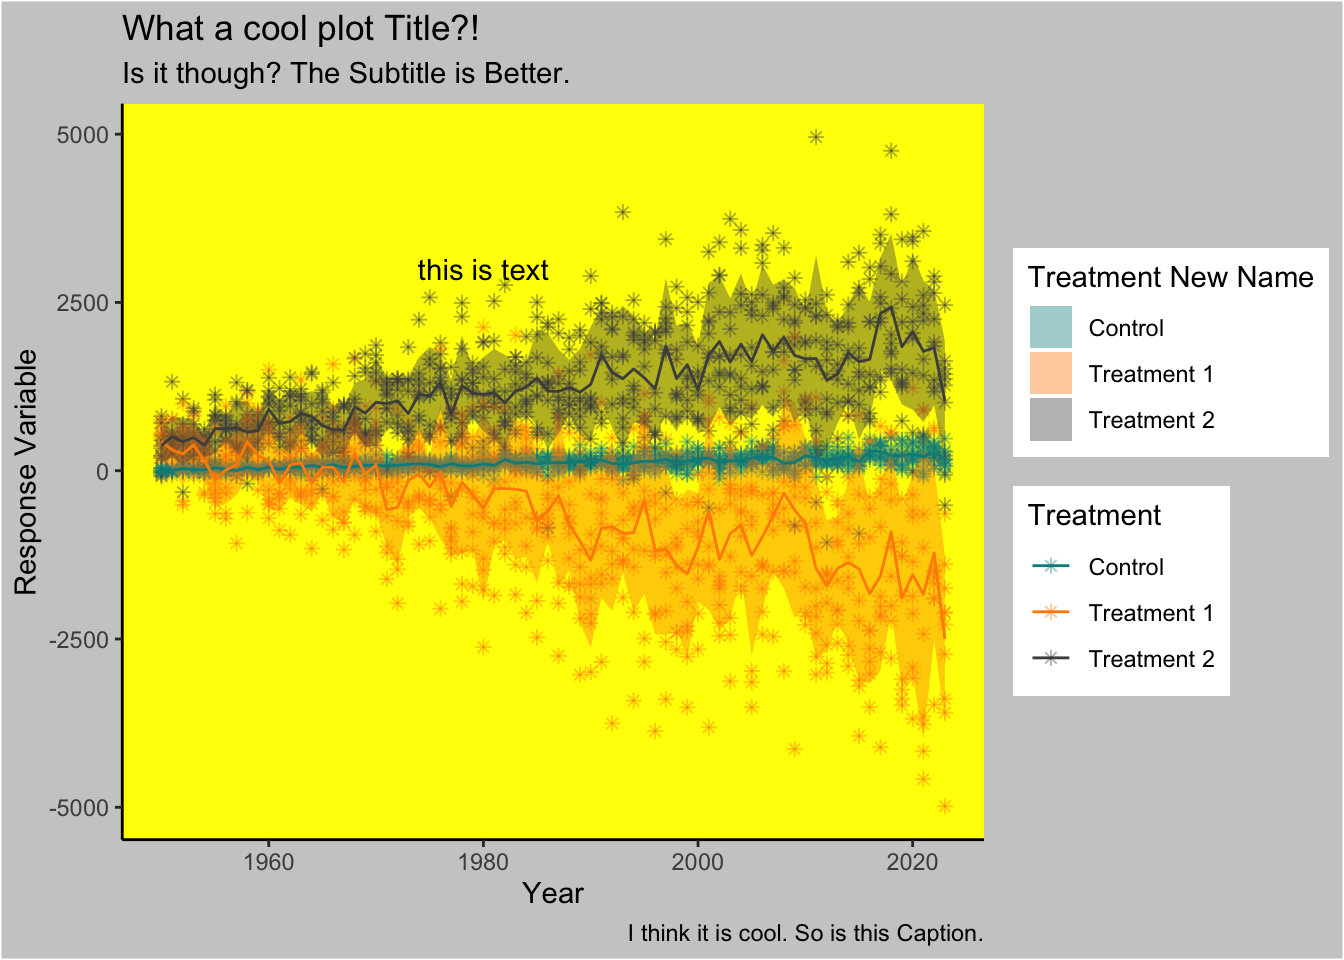 What a cool plot Title?!
Is it though? The Subtitle is Better.
5000
2500
0
-2500
-5000
Response Variable
this is text
1960
1980
2000
2020
Year
I think it is cool. So is this Caption.
Treatment New Name
Control
Treatment 1
Treatment 2
Treatment
Control
Treatment 1
Treatment 2